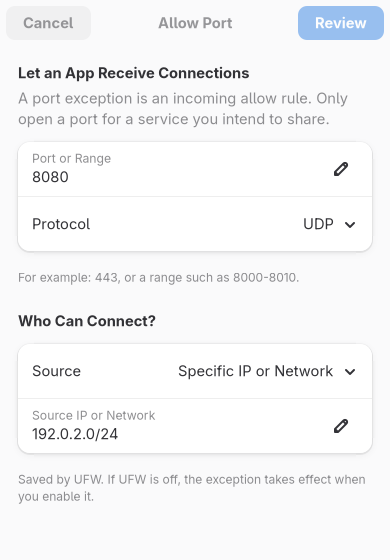 Cancel
Allow Port
Review
Let an App Receive Connections
A port exception is an incoming allow rule. Only
open a port for a service you intend to share.
Port or Range
8080
Protocol
UDP
For example: 443, or a range such as 8000-8010.
Who Can Connect?
Source
Specific IP or Network
Source IP or Network
192.0.2.0/24
Saved by UFW. If UFW is off, the exception takes effect when
you enable it.